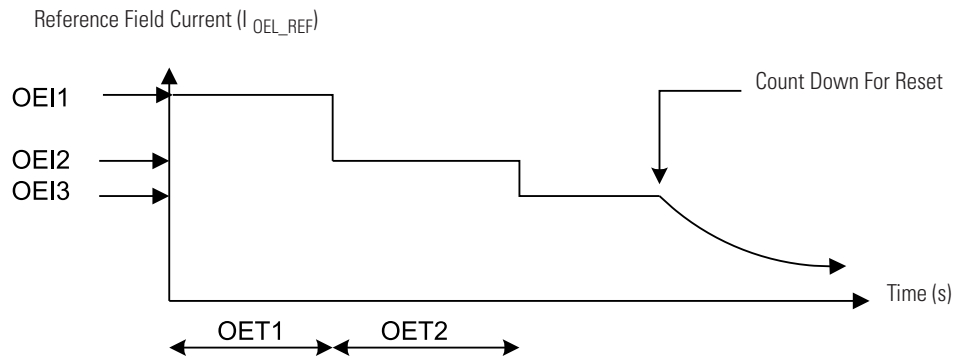 Reference Field Current (I OEL_REF)
Count Down For Reset
OEI1
OEI2
OEI3
Time (s)
OET1
OET2